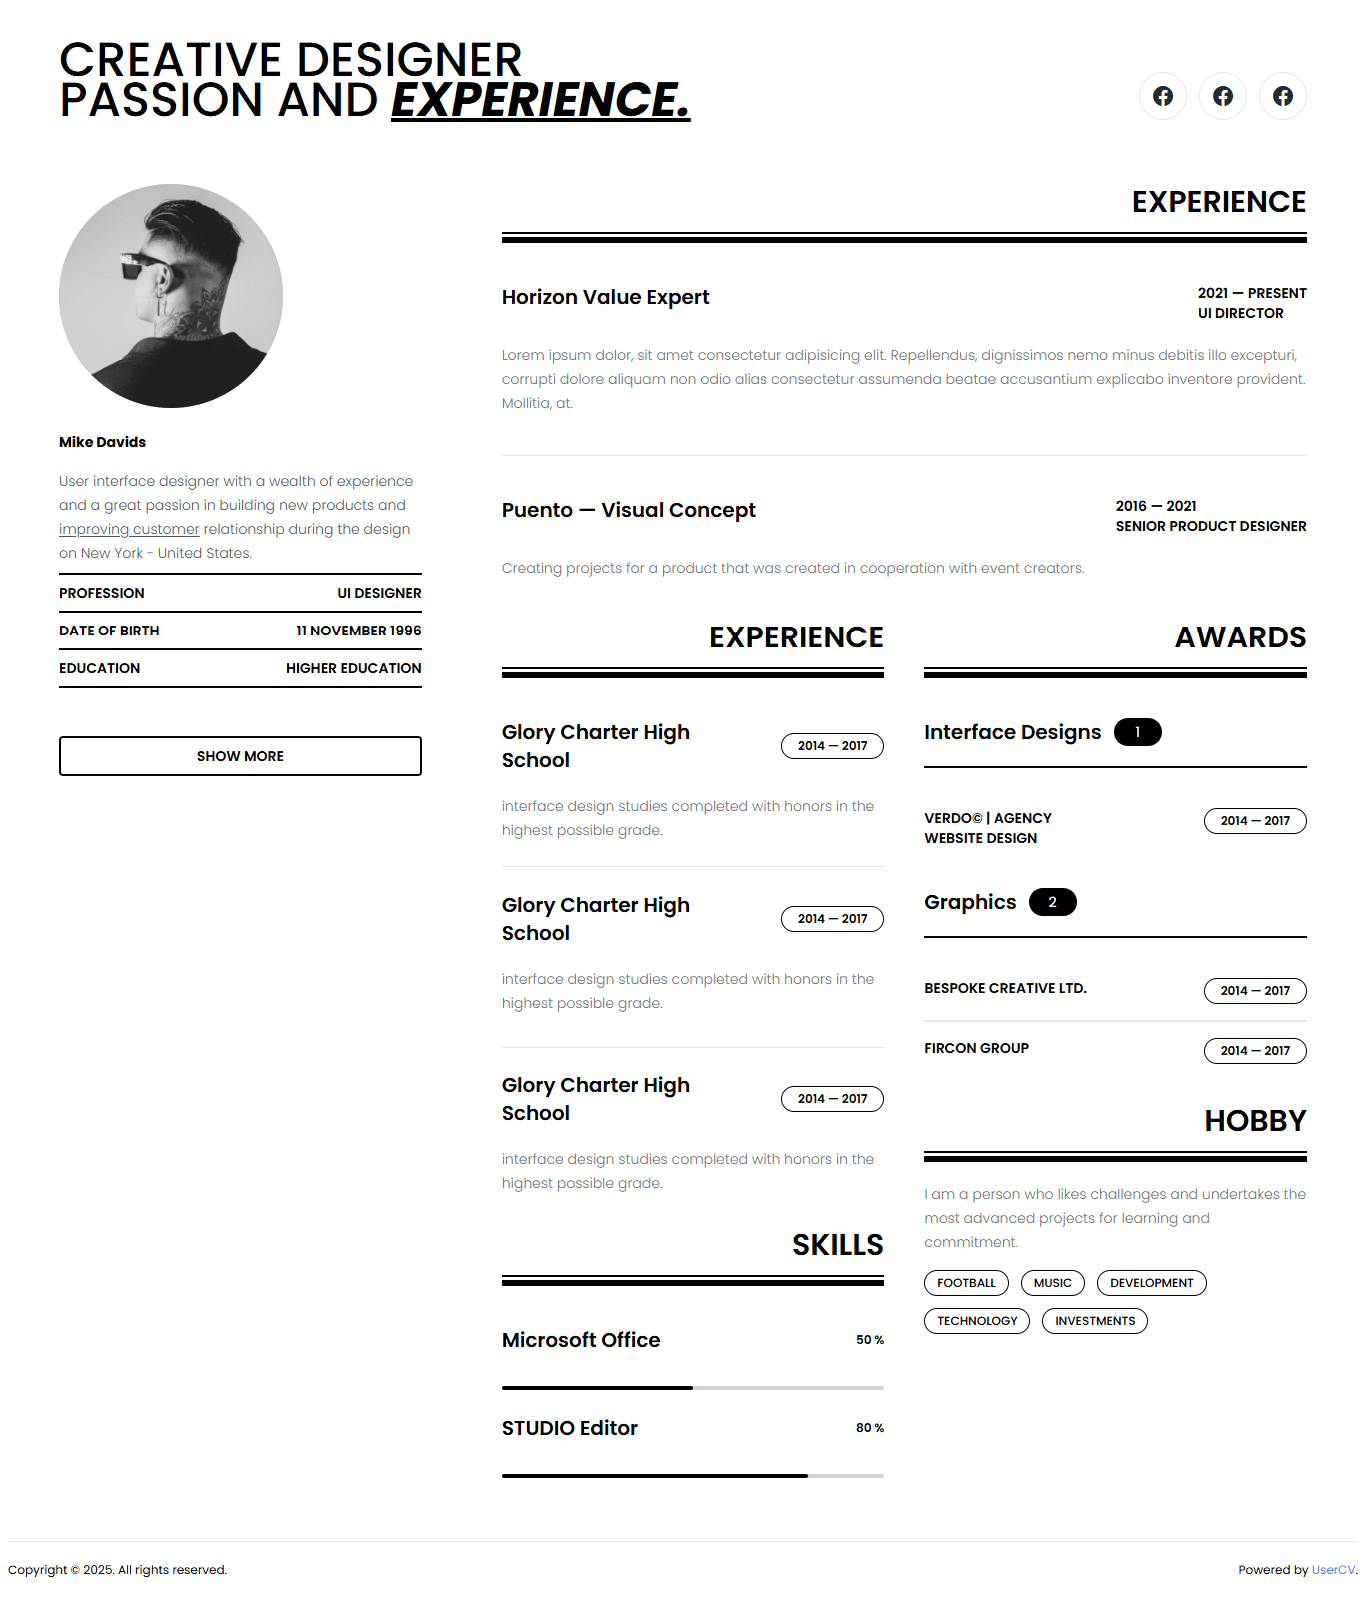 CREATIVE DESIGNER
PASSION AND EXPERIENCE.
Mike Davids
User interface designer with a wealth of experience
and a great passion in building new products and
improving customer relationship during the design
on New York - United States.
PROFESSION UI DESIGNER
DATE OF BIRTH 11 NOVEMBER 1996
EDUCATION HIGHER EDUCATION
SHOW MORE
EXPERIENCE
Horizon Value Expert
2021 — PRESENT
UI DIRECTOR
Lorem ipsum dolor, sit amet consectetur adipisicing elit. Repellendus, dignissimos nemo minus debitis illo excepturi,
corrupti dolore aliquam non odio alias consectetur assumenda beatae accusantium explicabo inventore provident.
Mollitia, at.
Puento — Visual Concept
2016 — 2021
SENIOR PRODUCT DESIGNER
Creating projects for a product that was created in cooperation with event creators.
EXPERIENCE
Glory Charter High
School
2014 — 2017
interface design studies completed with honors in the
highest possible grade.
Glory Charter High
School
2014 — 2017
interface design studies completed with honors in the
highest possible grade.
Glory Charter High
School
2014 — 2017
interface design studies completed with honors in the
highest possible grade.
SKILLS
Microsoft Office 50 %
STUDIO Editor 80 %
AWARDS
Interface Designs 1
VERDO© | AGENCY
WEBSITE DESIGN
2014 — 2017
Graphics 2
BESPOKE CREATIVE LTD. 2014 — 2017
FIRCON GROUP 2014 — 2017
HOBBY
I am a person who likes challenges and undertakes the
most advanced projects for learning and
commitment.
FOOTBALL MUSIC DEVELOPMENT
TECHNOLOGY INVESTMENTS
Copyright © 2025. All rights reserved. Powered by UserCV.